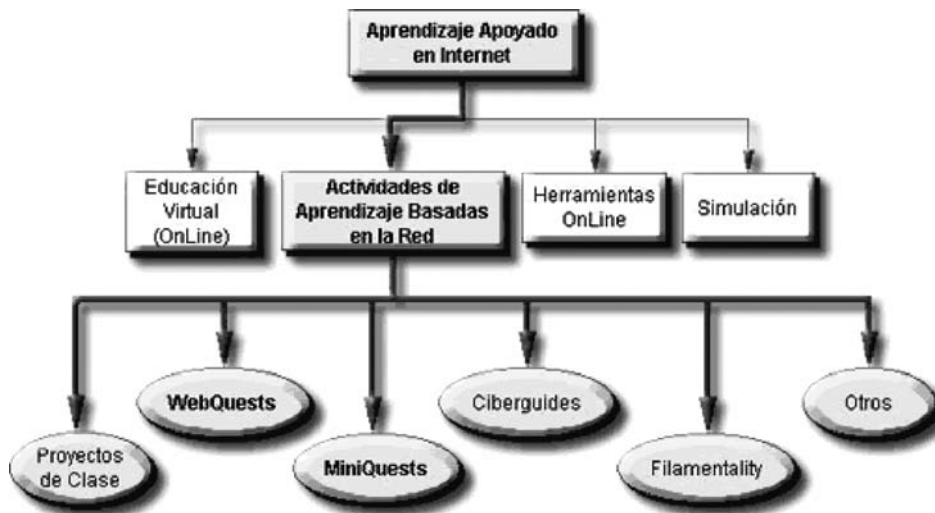 Aprendizaje Apoyado
en Internet
Educación
Virtual
(OnLine)
Actividades de
Aprendizaje Basadas
en la Red
Herramientas
OnLine
Simulación
WebQuests
Ciberguides
Otros
Proyectos
de Clase
MiniQuests
Filamentality